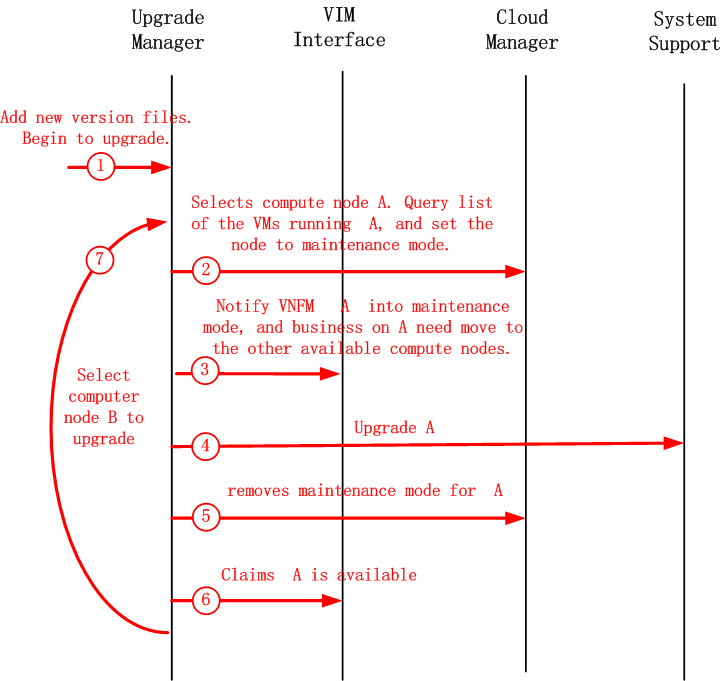 Upgrade
Manager
VIM
Interface
Cloud
Manager
System
Support
Add new version files.
Begin to upgrade.
1
Selects compute node A. Query list
of the VMs running A, and set the
node to maintenance mode.
7
2
Notify VNFM A into maintenance
mode, and business on A need move to
the other available compute nodes.
3
Select
computer
node B to
upgrade
Upgrade A
4
removes maintenance mode for A
5
Claims A is available
6